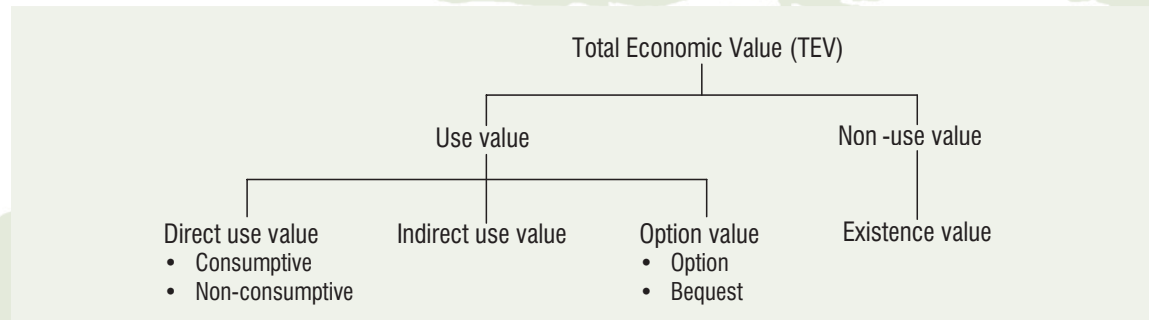 Total Economic Value (TEV)
Use value
Non -use value
Direct use value
• Consumptive
• Non-consumptive
Indirect use value
Option value
• Option
• Bequest
Existence value